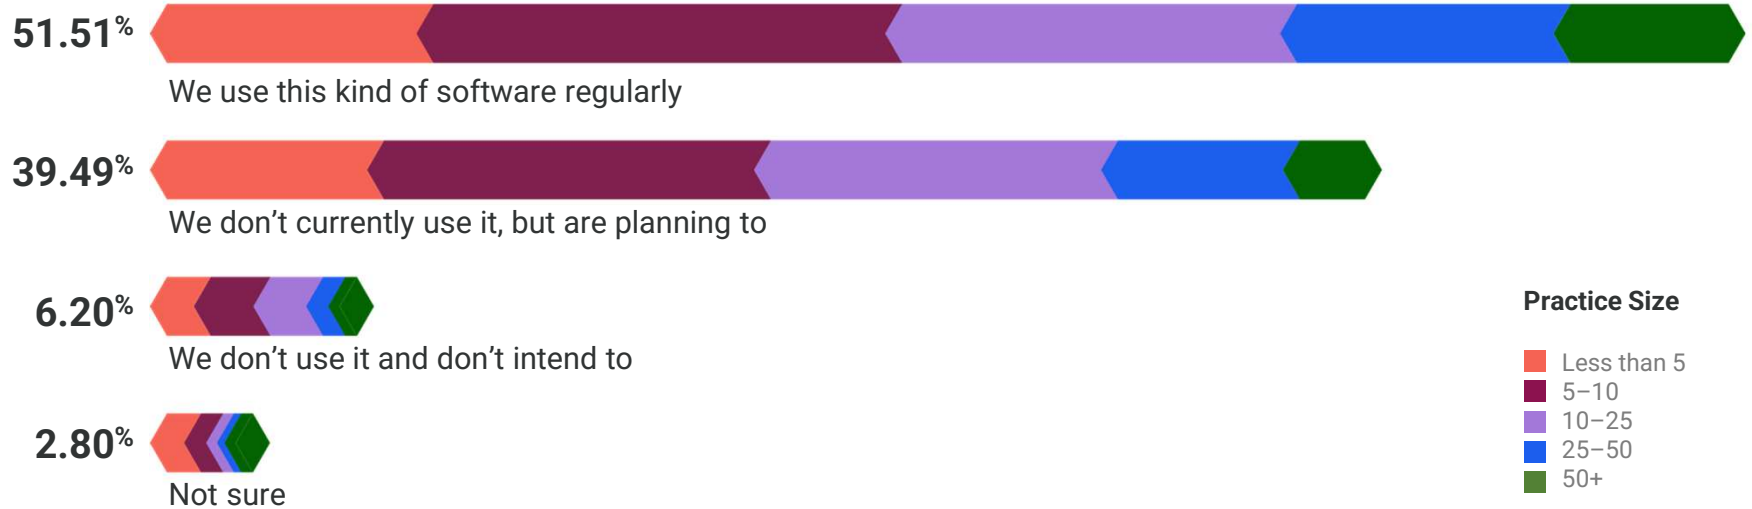 51.51%
We use this kind of software regularly
39.49%
We don’t currently use it, but are planning to
6.20%
We don’t use it and don’t intend to
2.80%
Not sure
Practice Size
Less than 5
5–10
10–25
25–50
50+